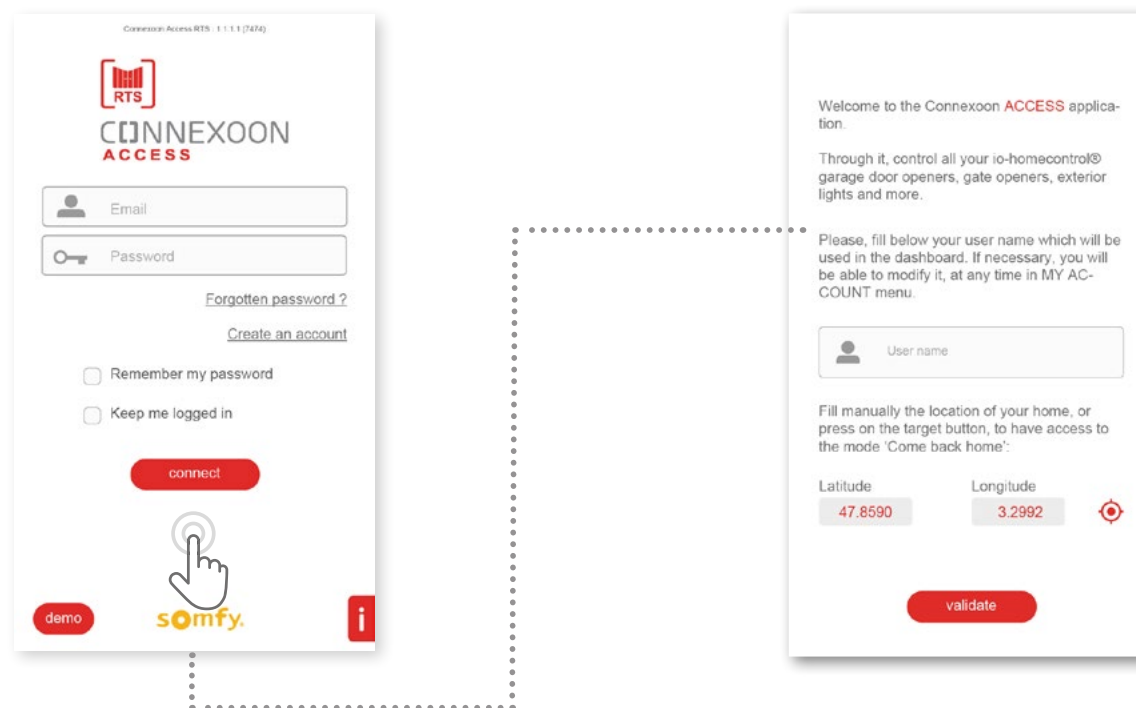 Connexoon Access RTS - 1.1.1.1 (7474)
RTS
CONNEXOON
ACCESS
Email
Password
Forgotten password ?
Create an account
Remember my password
Keep me logged in
connect
demo
somfy.
i
Welcome to the Connexoon ACCESS applica-
tion.
Through it, control all your io-homecontrol®
garage door openers, gate openers, exterior
lights and more.
Please, fill below your user name which will be
used in the dashboard. If necessary, you will
be able to modify it, at any time in MY AC-
COUNT menu.
User name
Fill manually the location of your home, or
press on the target button, to have access to
the mode 'Come back home':
Latitude Longitude
47.8590 3.2992
validate